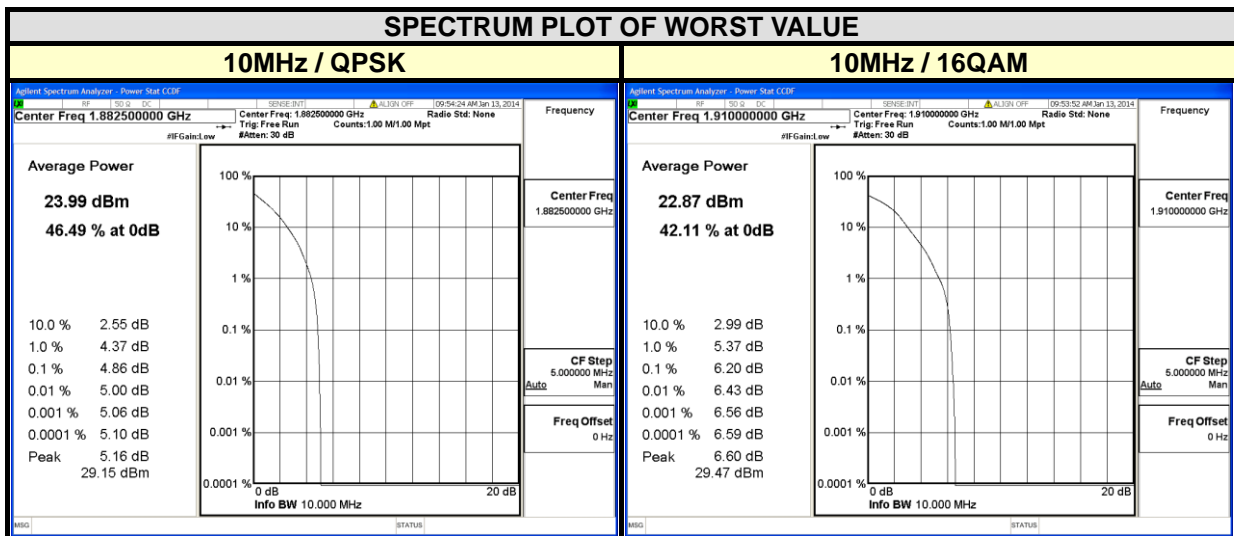 SPECTRUM PLOT OF WORST VALUE
10MHz / QPSK
10MHz / 16QAM
Agilent Spectrum Analyzer - Power Stat CCDF
RF 50 Ω DC SENSE:INT ALIGN OFF 09:54:24 AM Jan 13, 2014
Center Freq 1.882500000 GHz
Center Freq: 1.882500000 GHz Radio Std: None
Trig: Free Run Counts:1.00 M/1.00 Mpt
#IFGain:Low #Atten: 30 dB
Frequency
Average Power
23.99 dBm
46.49 % at 0dB
10.0 % 2.55 dB
1.0 % 4.37 dB
0.1 % 4.86 dB
0.01 % 5.00 dB
0.001 % 5.06 dB
0.0001 % 5.10 dB
Peak 5.16 dB
29.15 dBm
100 %
10 %
1 %
0.1 %
0.01 %
0.001 %
0.0001 %
0 dB 20 dB
Info BW 10.000 MHz
Center Freq
1.882500000 GHz
CF Step
5.000000 MHz
Auto Man
Freq Offset
0 Hz
MSG STATUS
Agilent Spectrum Analyzer - Power Stat CCDF
RF 50 Ω DC SENSE:INT ALIGN OFF 09:53:52 AM Jan 13, 2014
Center Freq 1.910000000 GHz
Center Freq: 1.910000000 GHz Radio Std: None
Trig: Free Run Counts:1.00 M/1.00 Mpt
#IFGain:Low #Atten: 30 dB
Frequency
Average Power
22.87 dBm
42.11 % at 0dB
10.0 % 2.99 dB
1.0 % 5.37 dB
0.1 % 6.20 dB
0.01 % 6.43 dB
0.001 % 6.56 dB
0.0001 % 6.59 dB
Peak 6.60 dB
29.47 dBm
100 %
10 %
1 %
0.1 %
0.01 %
0.001 %
0.0001 %
0 dB 20 dB
Info BW 10.000 MHz
Center Freq
1.910000000 GHz
CF Step
5.000000 MHz
Auto Man
Freq Offset
0 Hz
MSG STATUS